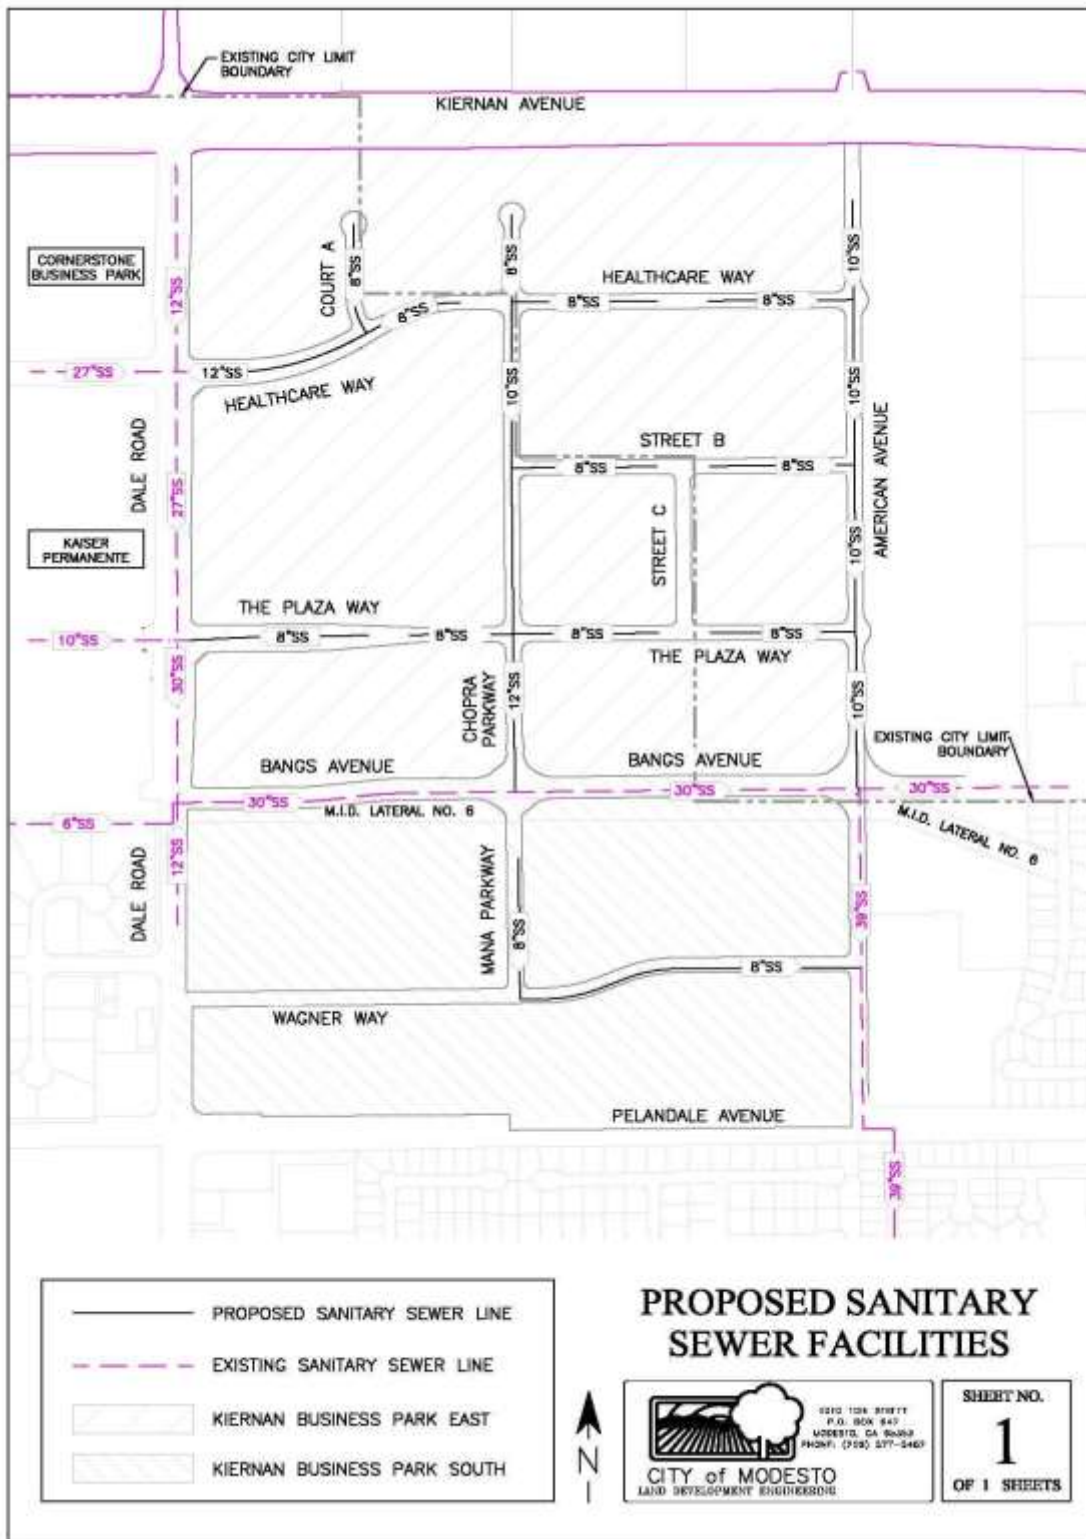 EXISTING CITY LIMIT
BOUNDARY
KIERNAN AVENUE
CORNERSTONE
BUSINESS PARK
12"SS
COURT A
8"SS
8"SS
8"SS
HEALTHCARE WAY
8"SS
8"SS
10"SS
27"SS
12"SS
HEALTHCARE WAY
10"SS
10"SS
DALE ROAD
27"SS
STREET B
8"SS
8"SS
AMERICAN AVENUE
KAISER
PERMANENTE
STREET C
10"SS
THE PLAZA WAY
10"SS
8"SS
8"SS
8"SS
8"SS
THE PLAZA WAY
30"SS
CHOPRA
PARKWAY
12"SS
10"SS
EXISTING CITY LIMIT
BOUNDARY
BANGS AVENUE
BANGS AVENUE
30"SS
30"SS
30"SS
M.I.D. LATERAL NO. 6
M.I.D. LATERAL NO. 6
6"SS
12"SS
DALE ROAD
MANA PARKWAY
8"SS
39"SS
8"SS
WAGNER WAY
PELANDALE AVENUE
39"SS
PROPOSED SANITARY SEWER LINE
EXISTING SANITARY SEWER LINE
KIERNAN BUSINESS PARK EAST
KIERNAN BUSINESS PARK SOUTH
N
PROPOSED SANITARY
SEWER FACILITIES
P.O. BOX 642
MODESTO, CA
CITY of MODESTO
LAND DEVELOPMENT ENGINEERING
SHEET NO.
1
OF 1 SHEETS